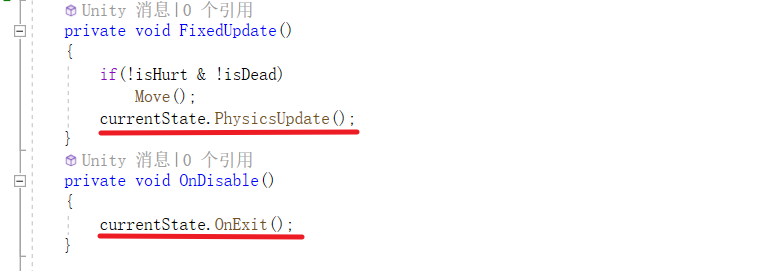 Unity 消息|0 个引用
private void FixedUpdate()
{
if(!isHurt & !isDead)
Move();
currentState.PhysicsUpdate();
}
Unity 消息|0 个引用
private void OnDisable()
{
currentState.OnExit();
}